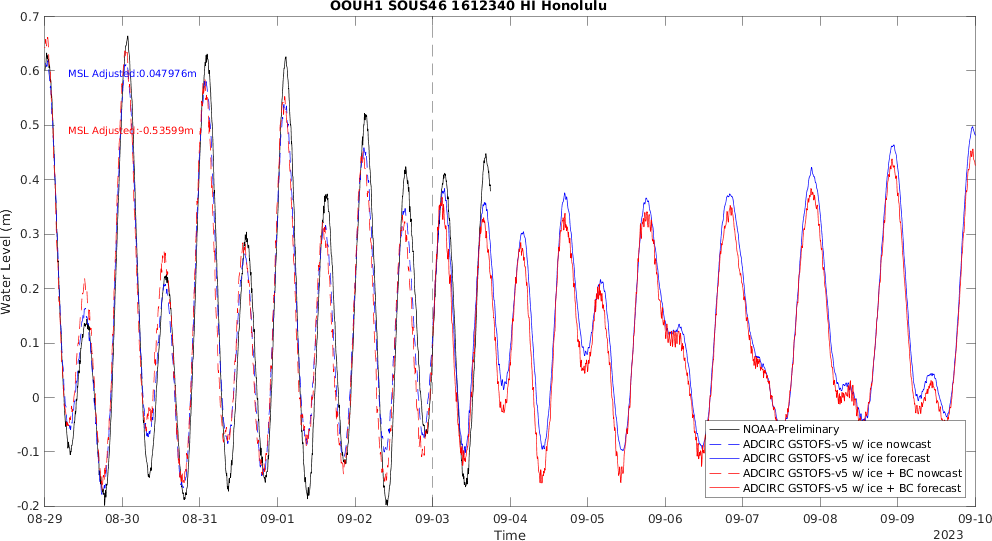 OOUH1 SOUS46 1612340 HI Honolulu
0.7
0.6
0.5
0.4
0.3
0.2
0.1
0
-0.1
-0.2
Water Level (m)
MSL Adjusted:0.047976m
MSL Adjusted:-0.53599m
NOAA-Preliminary
ADCIRC GSTOFS-v5 w/ ice nowcast
ADCIRC GSTOFS-v5 w/ ice forecast
ADCIRC GSTOFS-v5 w/ ice + BC nowcast
ADCIRC GSTOFS-v5 w/ ice + BC forecast
08-29 08-30 08-31 09-01 09-02 09-03 09-04 09-05 09-06 09-07 09-08 09-09 09-10
Time
2023